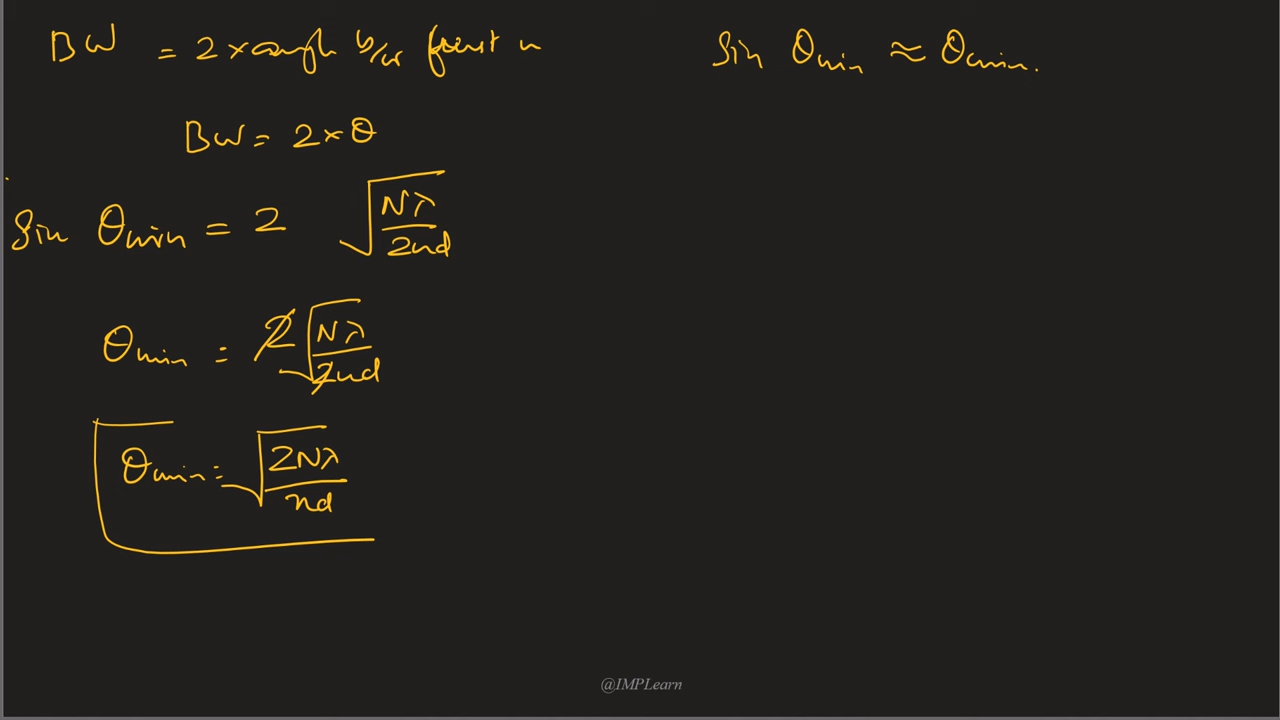 BW = 2 × angle b/w first n
Sin θmin ≈ θmin.
BW = 2 × θ
Sin θmin = 2 √(Nλ/2nd)
θmin = 2 √(Nλ/2nd)
θmin = √(2Nλ/nd)
@IMPLearn